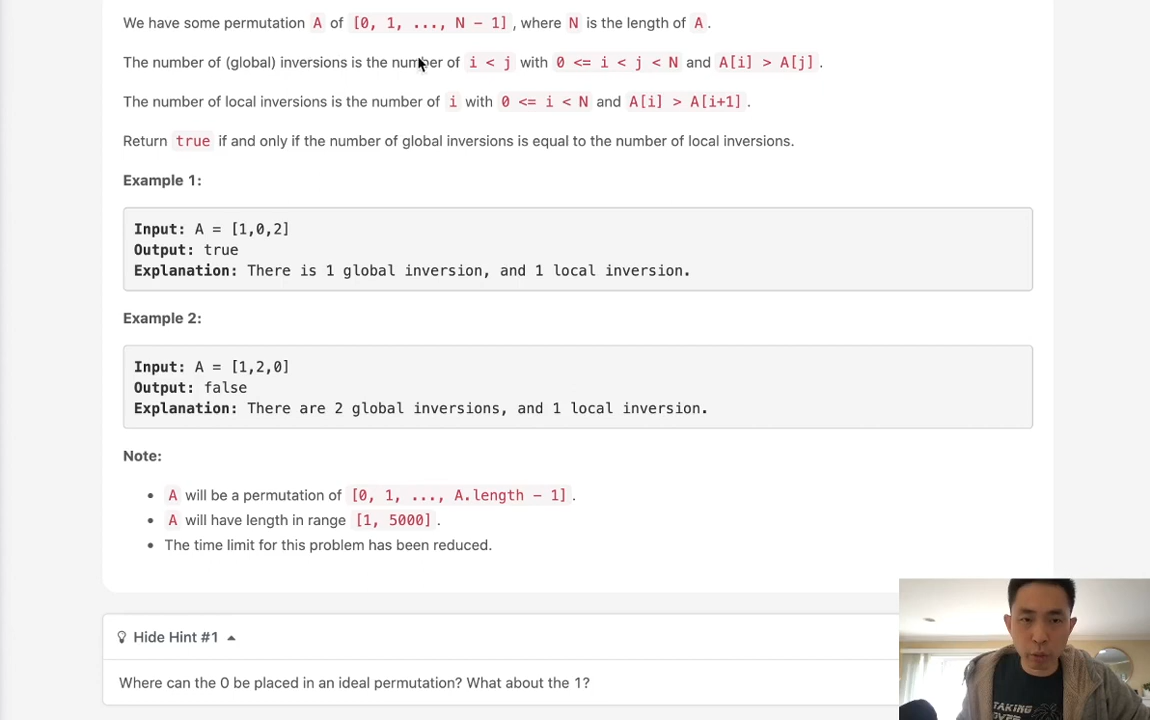 We have some permutation A of [0, 1, ..., N - 1], where N is the length of A.
The number of (global) inversions is the number of i < j with 0 <= i < j < N and A[i] > A[j].
The number of local inversions is the number of i with 0 <= i < N and A[i] > A[i+1].
Return true if and only if the number of global inversions is equal to the number of local inversions.
Example 1:
Input: A = [1,0,2]
Output: true
Explanation: There is 1 global inversion, and 1 local inversion.
Example 2:
Input: A = [1,2,0]
Output: false
Explanation: There are 2 global inversions, and 1 local inversion.
Note:
• A will be a permutation of [0, 1, ..., A.length - 1].
• A will have length in range [1, 5000].
• The time limit for this problem has been reduced.
Hide Hint #1
Where can the 0 be placed in an ideal permutation? What about the 1?
TAKING
OVER